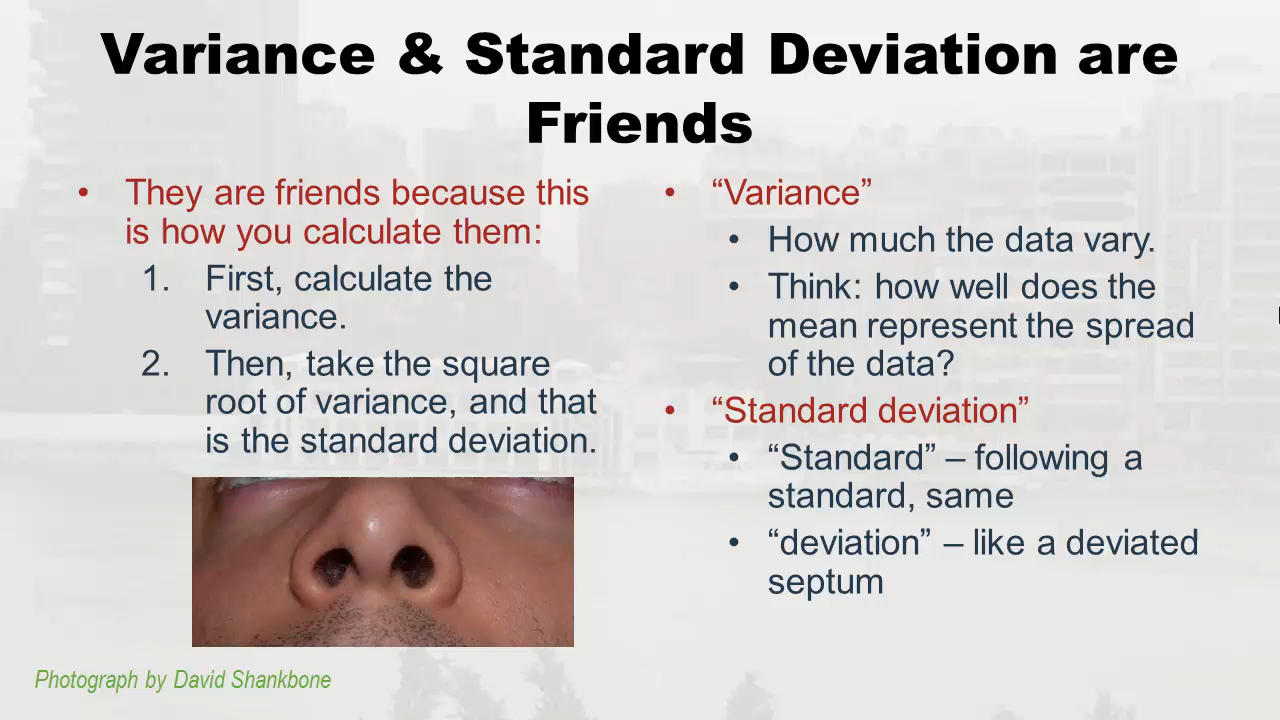 Variance & Standard Deviation are
Friends
• They are friends because this
is how you calculate them:
1. First, calculate the
variance.
2. Then, take the square
root of variance, and that
is the standard deviation.
• “Variance”
• How much the data vary.
• Think: how well does the
mean represent the spread
of the data?
• “Standard deviation”
• “Standard” – following a
standard, same
• “deviation” – like a deviated
septum
Photograph by David Shankbone